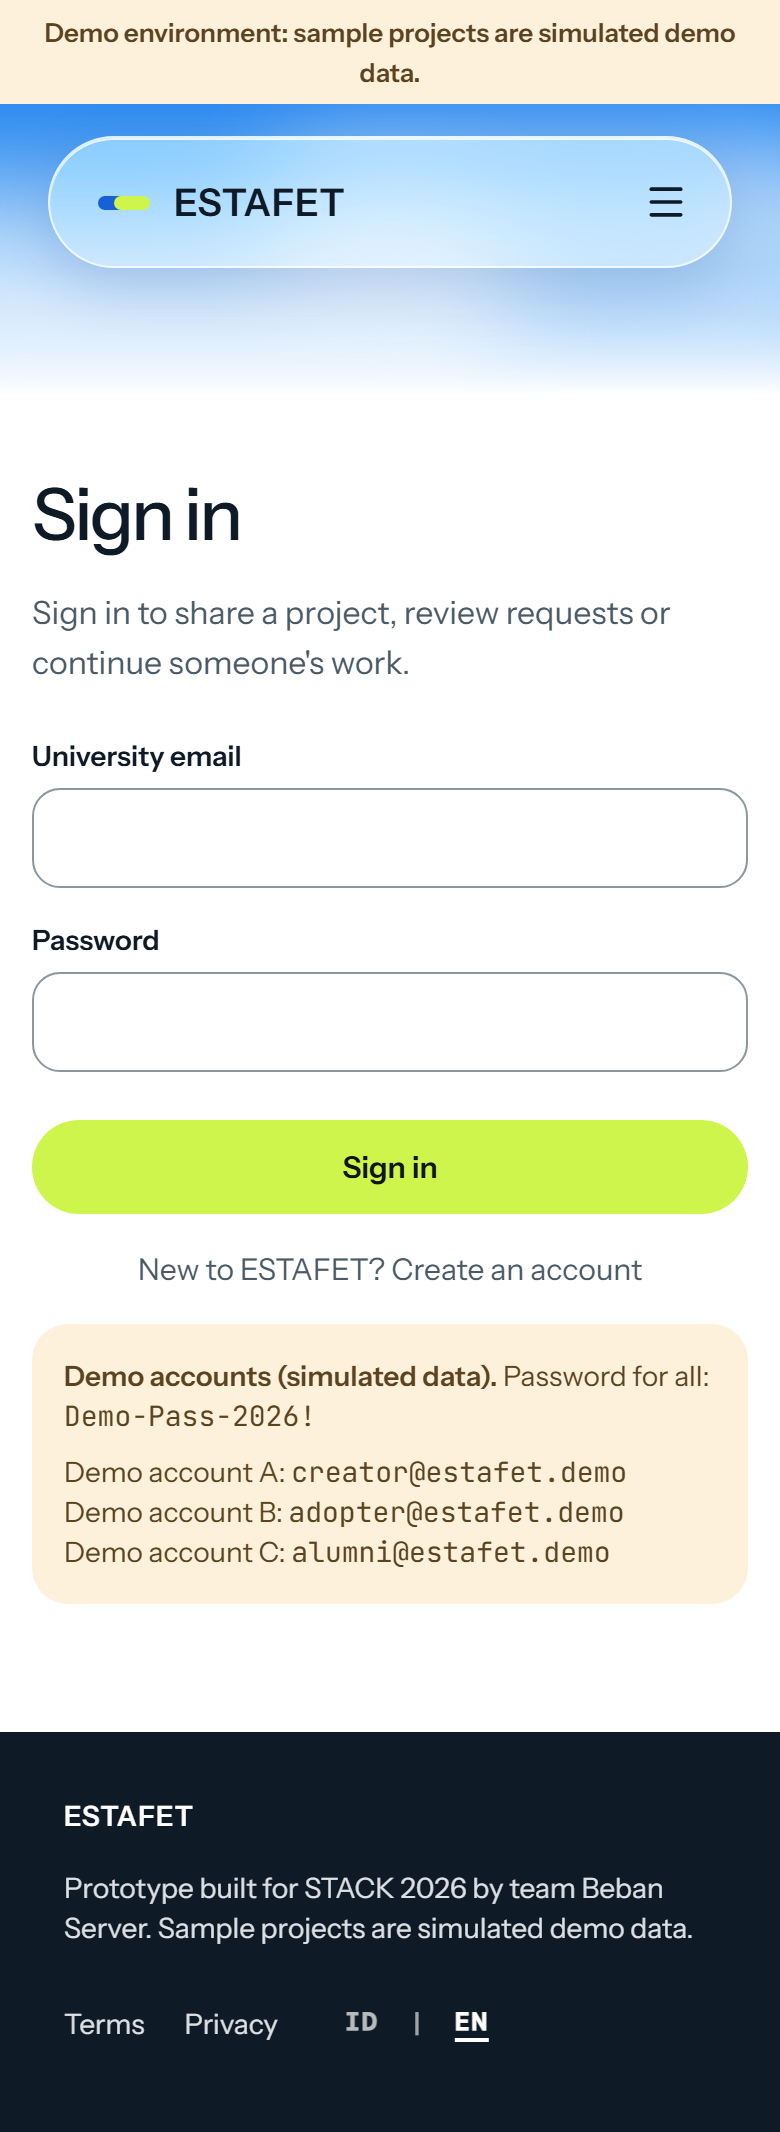 Demo environment: sample projects are simulated demo
data.
ESTAFET
Sign in
Sign in to share a project, review requests or
continue someone's work.
University email
Password
Sign in
New to ESTAFET? Create an account
Demo accounts (simulated data). Password for all:
Demo-Pass-2026!
Demo account A: creator@estafet.demo
Demo account B: adopter@estafet.demo
Demo account C: alumni@estafet.demo
ESTAFET
Prototype built for STACK 2026 by team Beban
Server. Sample projects are simulated demo data.
Terms Privacy ID | EN